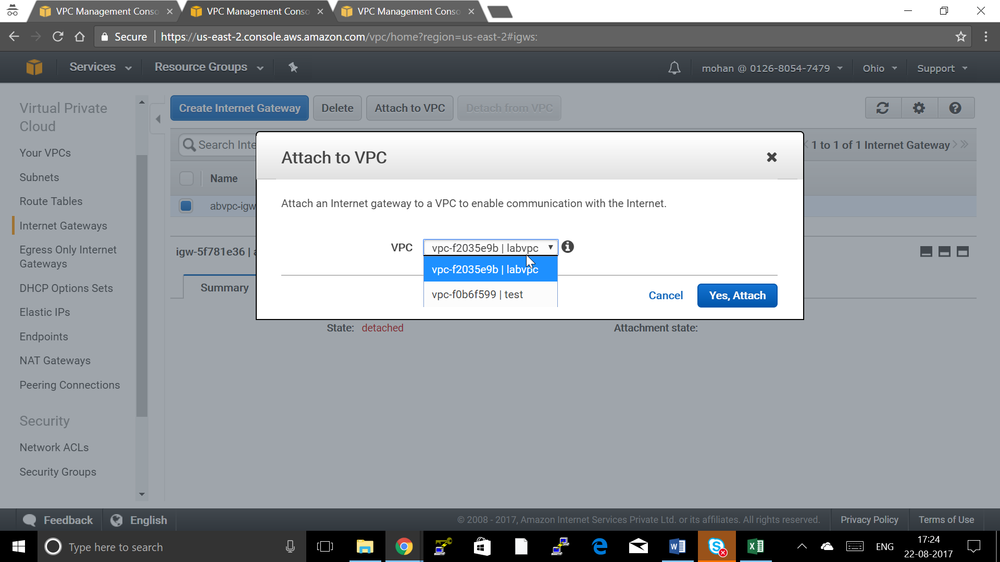 VPC Management Conso
VPC Management Conso
VPC Management Conso
Secure
https://us-east-2.console.aws.amazon.com/vpc/home?region=us-east-2#igws:
Services
Resource Groups
mohan @ 0126-8054-7479
Ohio
Support
Virtual Private
Cloud
Your VPCs
Subnets
Route Tables
Internet Gateways
Egress Only Internet
Gateways
DHCP Options Sets
Elastic IPs
Endpoints
NAT Gateways
Peering Connections
Security
Network ACLs
Security Groups
Create Internet Gateway
Delete
Attach to VPC
Detach from VPC
Search Inte
1 to 1 of 1 Internet Gateway
Name
abvpc-igw
igw-5f781e36 | a
Summary
Attach to VPC
Attach an Internet gateway to a VPC to enable communication with the Internet.
VPC
vpc-f2035e9b | labvpc
vpc-f2035e9b | labvpc
vpc-f0b6f599 | test
Cancel
Yes, Attach
State: detached
Attachment state:
Feedback
English
© 2008 - 2017, Amazon Internet Services Private Ltd. or its affiliates. All rights reserved.
Privacy Policy
Terms of Use
Type here to search
ENG
17:24
22-08-2017